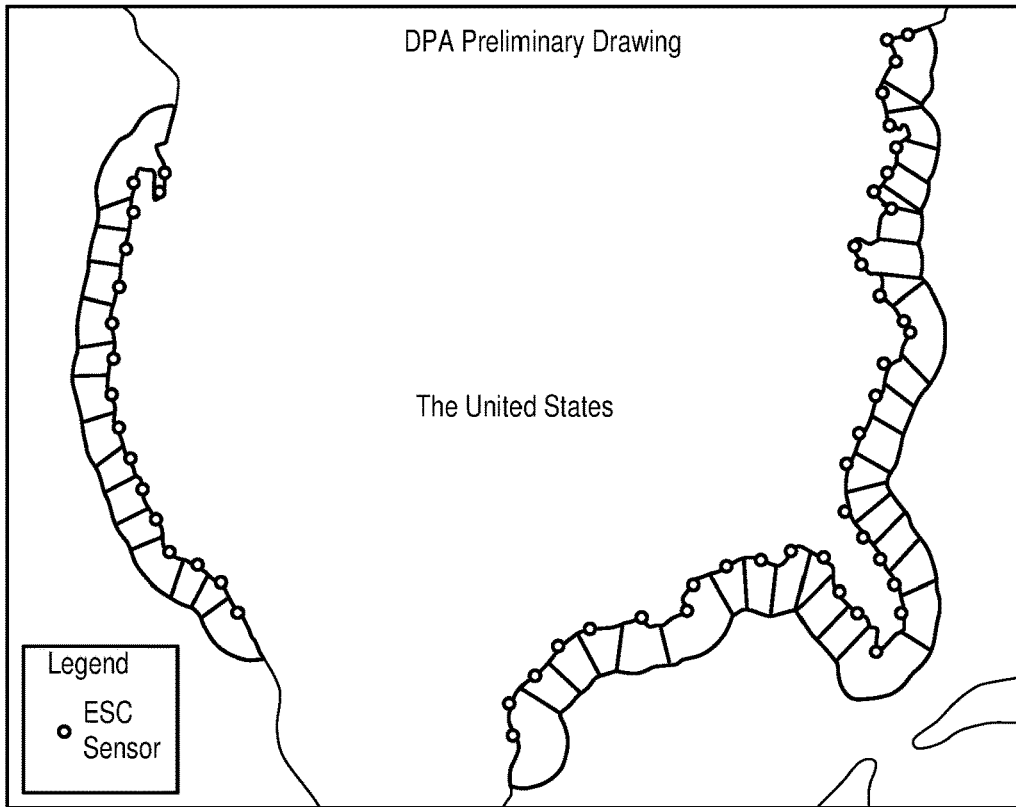 DPA Preliminary Drawing
The United States
Legend
ESC
Sensor